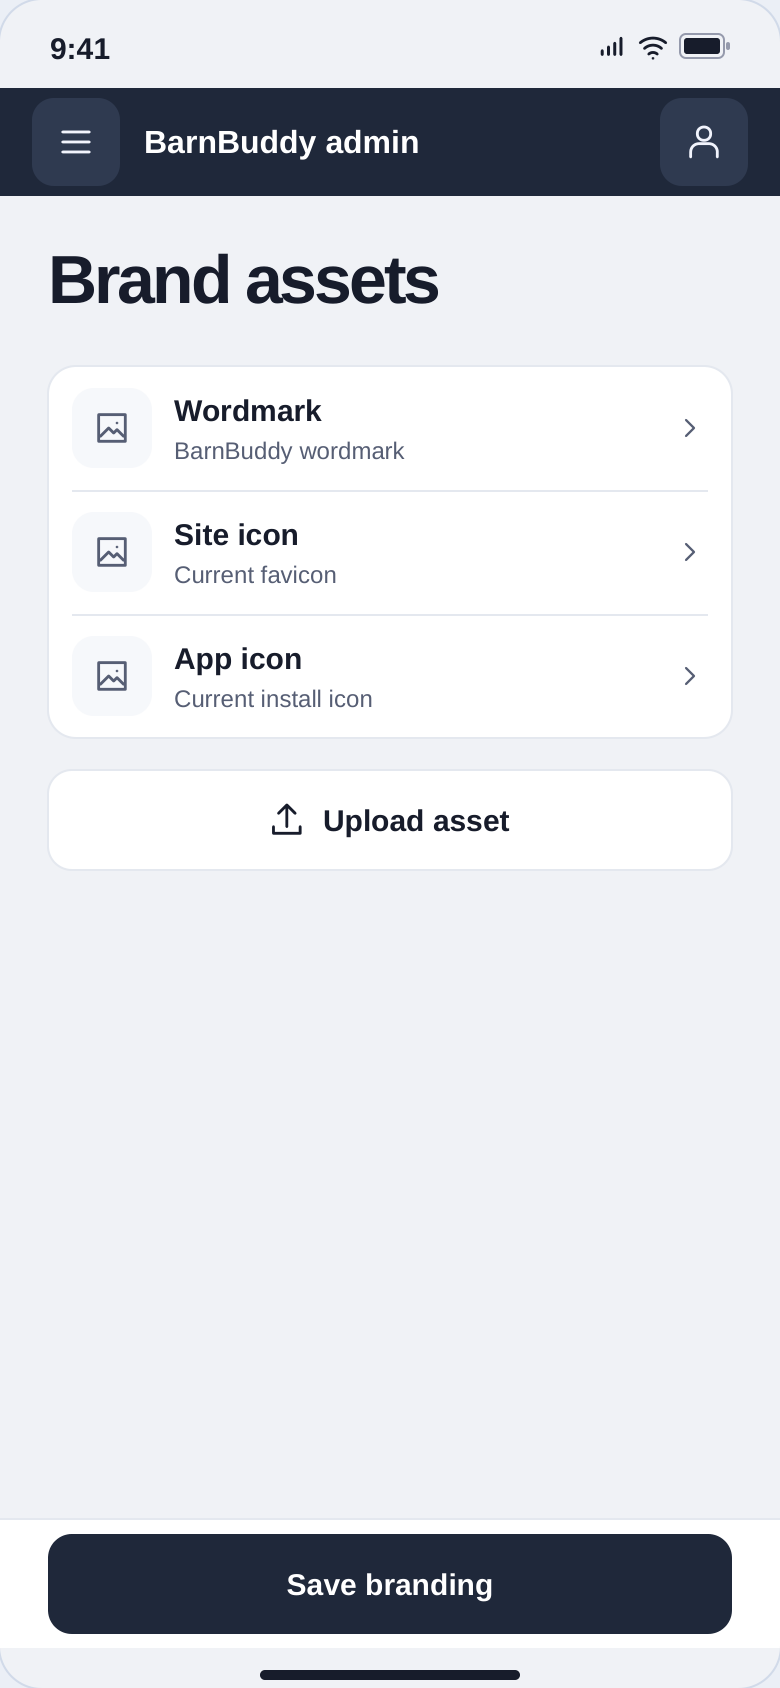 9:41
BarnBuddy admin
Brand assets
Wordmark
BarnBuddy wordmark
Site icon
Current favicon
App icon
Current install icon
Upload asset
Save branding